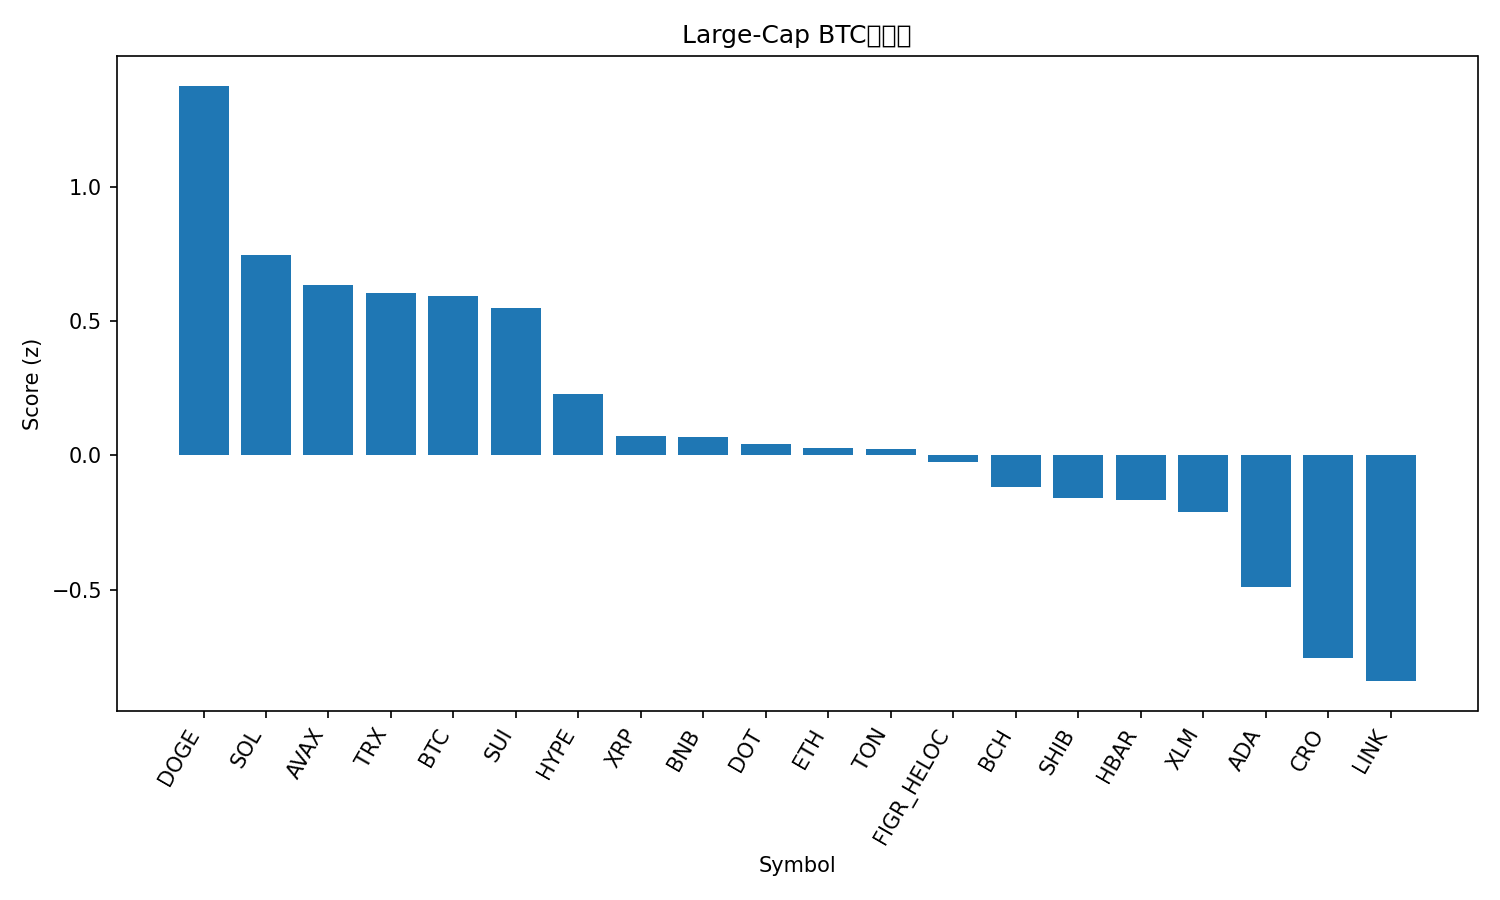 Large-Cap BTC
1.0
0.5
0.0
−0.5
Score (z)
DOGE
SOL
AVAX
TRX
BTC
SUI
HYPE
XRP
BNB
DOT
ETH
TON
FIGR_HELOC
BCH
SHIB
HBAR
XLM
ADA
CRO
LINK
Symbol